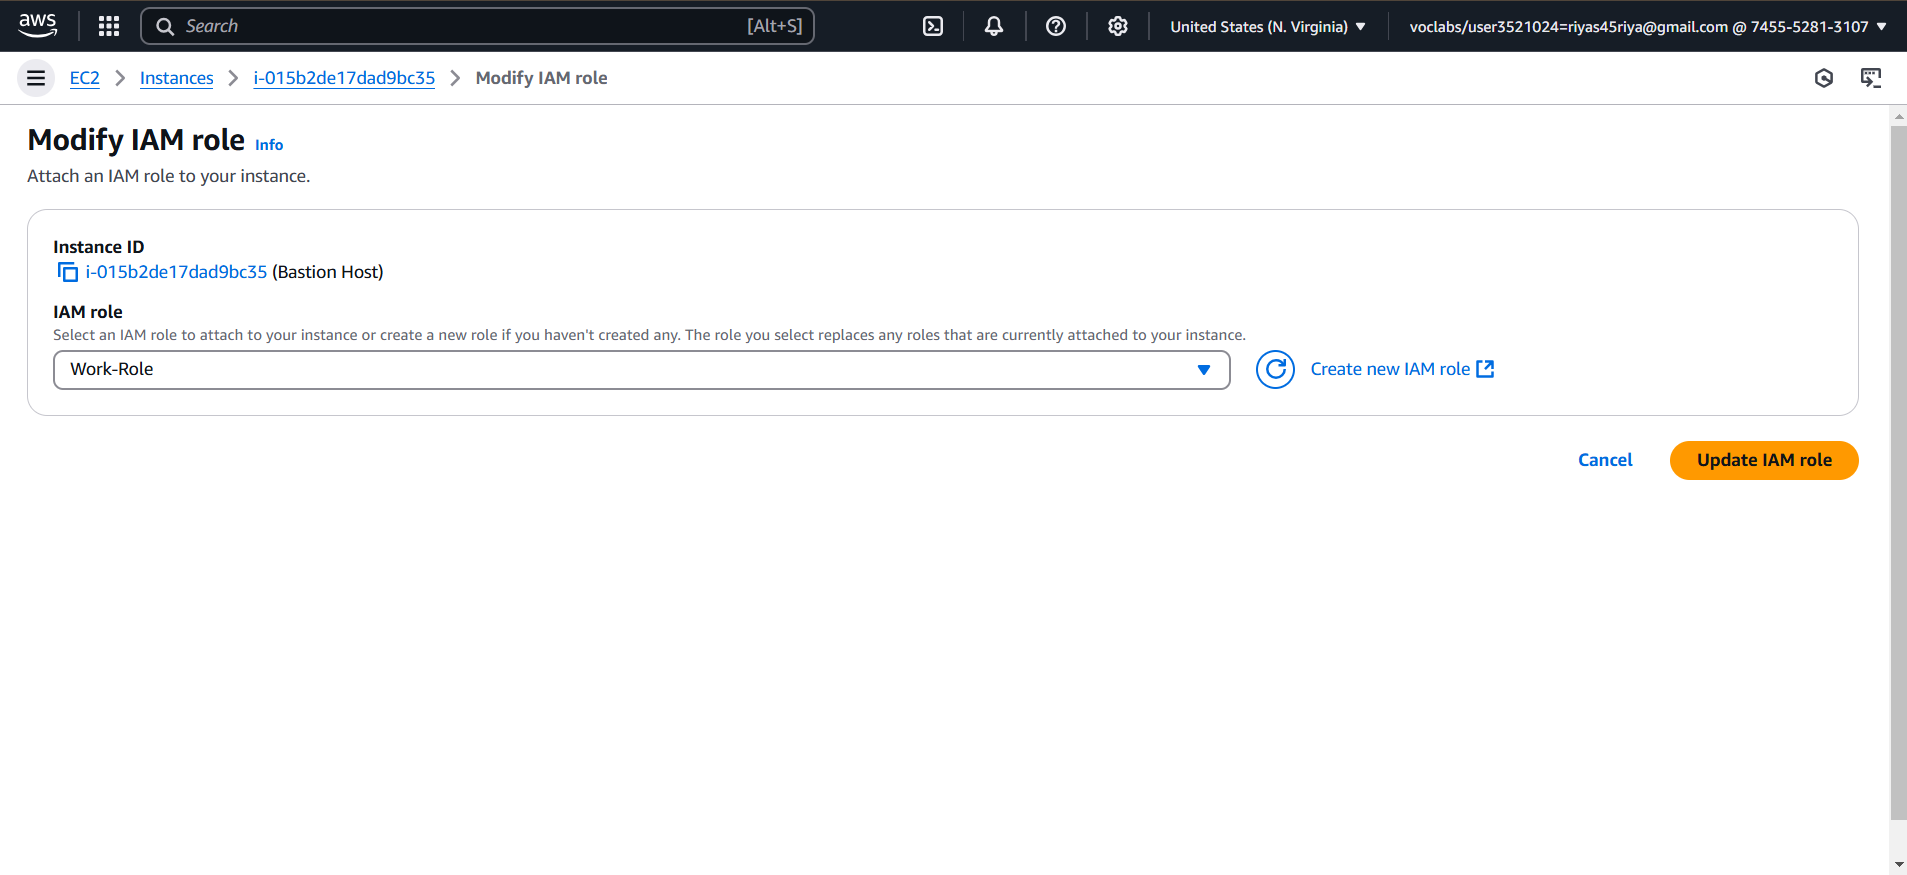 aws
Search [Alt+S]
United States (N. Virginia)
voclabs/user3521024=riyas45riya@gmail.com @ 7455-5281-3107
EC2 Instances i-015b2de17dad9bc35 Modify IAM role
Modify IAM role Info
Attach an IAM role to your instance.
Instance ID
i-015b2de17dad9bc35 (Bastion Host)
IAM role
Select an IAM role to attach to your instance or create a new role if you haven't created any. The role you select replaces any roles that are currently attached to your instance.
Work-Role
Create new IAM role
Cancel
Update IAM role